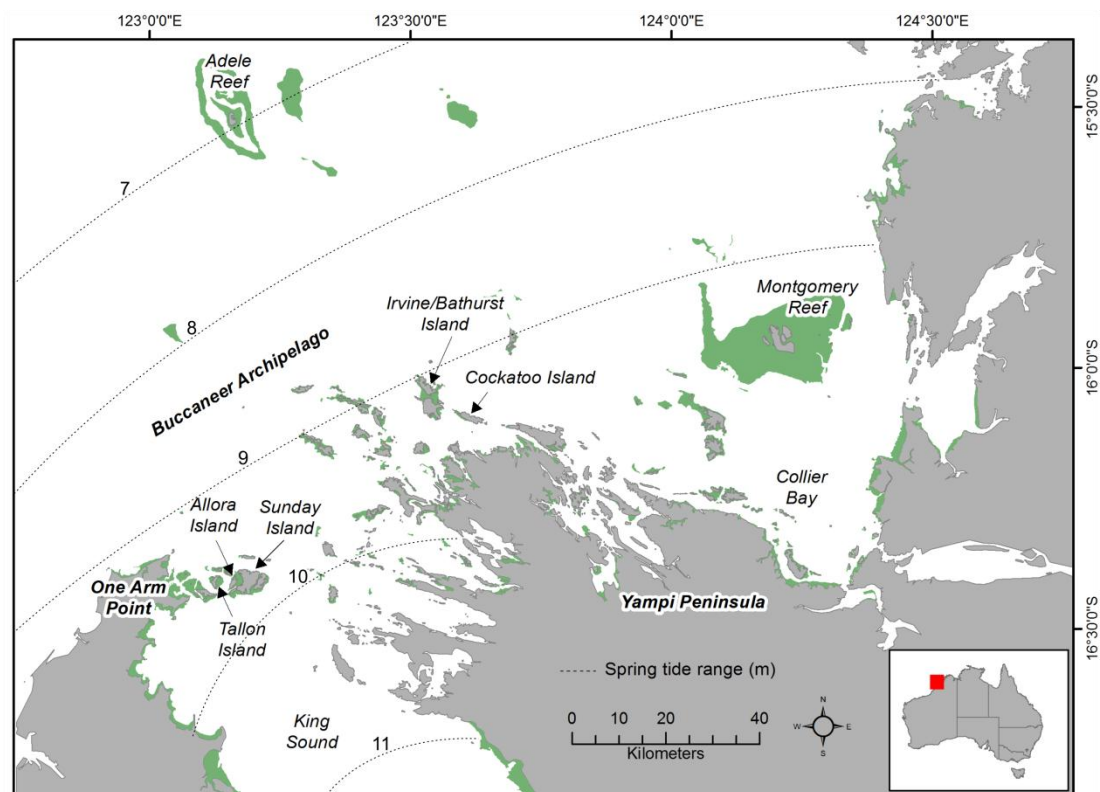 123°0'0"E
123°30'0"E
124°0'0"E
124°30'0"E
Adele
Reef
15°30'0"S
7
8
Irvine/Bathurst
Island
Montgomery
Reef
Buccaneer Archipelago
Cockatoo Island
16°0'0"S
9
Collier
Bay
Allora
Island
Sunday
Island
10
One Arm
Point
Tallon
Island
Yampi Peninsula
16°30'0"S
Spring tide range (m)
King
Sound
11
0 10 20 40
Kilometers
N
W E
S